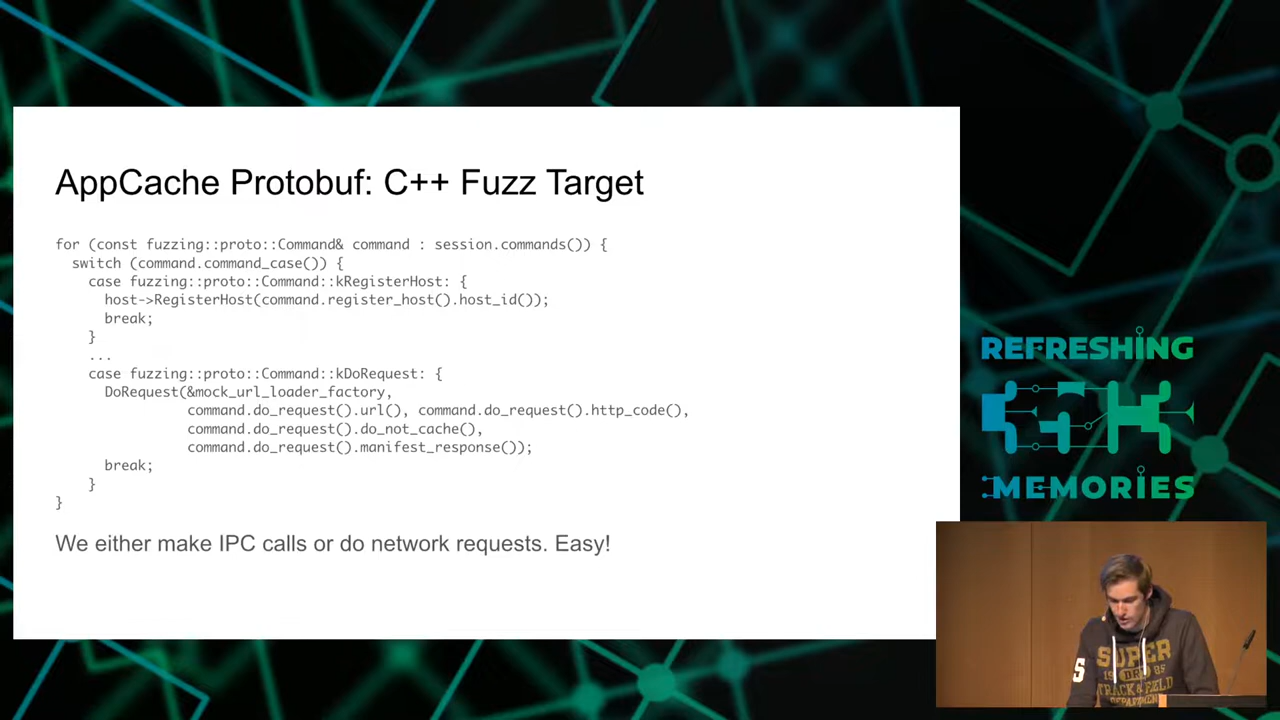 AppCache Protobuf: C++ Fuzz Target
for (const fuzzing::proto::Command& command : session.commands()) {
switch (command.command_case()) {
case fuzzing::proto::Command::kRegisterHost: {
host->RegisterHost(command.register_host().host_id());
break;
}
...
case fuzzing::proto::Command::kDoRequest: {
DoRequest(&mock_url_loader_factory,
command.do_request().url(), command.do_request().http_code(),
command.do_request().do_not_cache(),
command.do_request().manifest_response());
break;
}
}
We either make IPC calls or do network requests. Easy!
REFRESHING
MEMORIES
SUPER
TRACK & FIELD